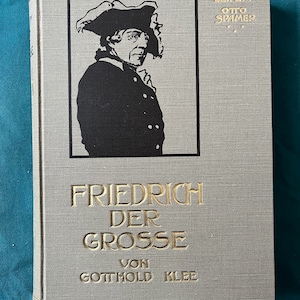 OTTO
SPAMER
FRIEDRICH
DER
GROSSE
VON
GOTTHOLD KLEE